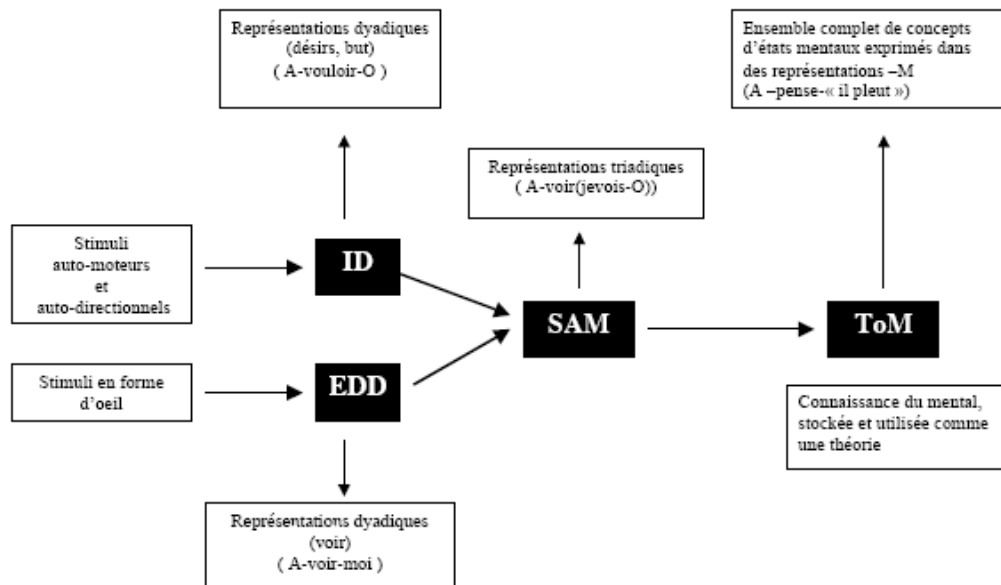 Représentations dyadiques
(désirs, but)
( A-vouloir-O )
Ensemble complet de concepts
d'états mentaux exprimés dans
des représentations –M
(A –pense-« il pleut »)
Représentations triadiques
( A-voir(jevois-O))
Stimuli
auto-moteurs
et
auto-directionnels
ID
SAM
ToM
Stimuli en forme
d'oeil
EDD
Connaissance du mental,
stockée et utilisée comme
une théorie
Représentations dyadiques
(voir)
( A-voir-moi )